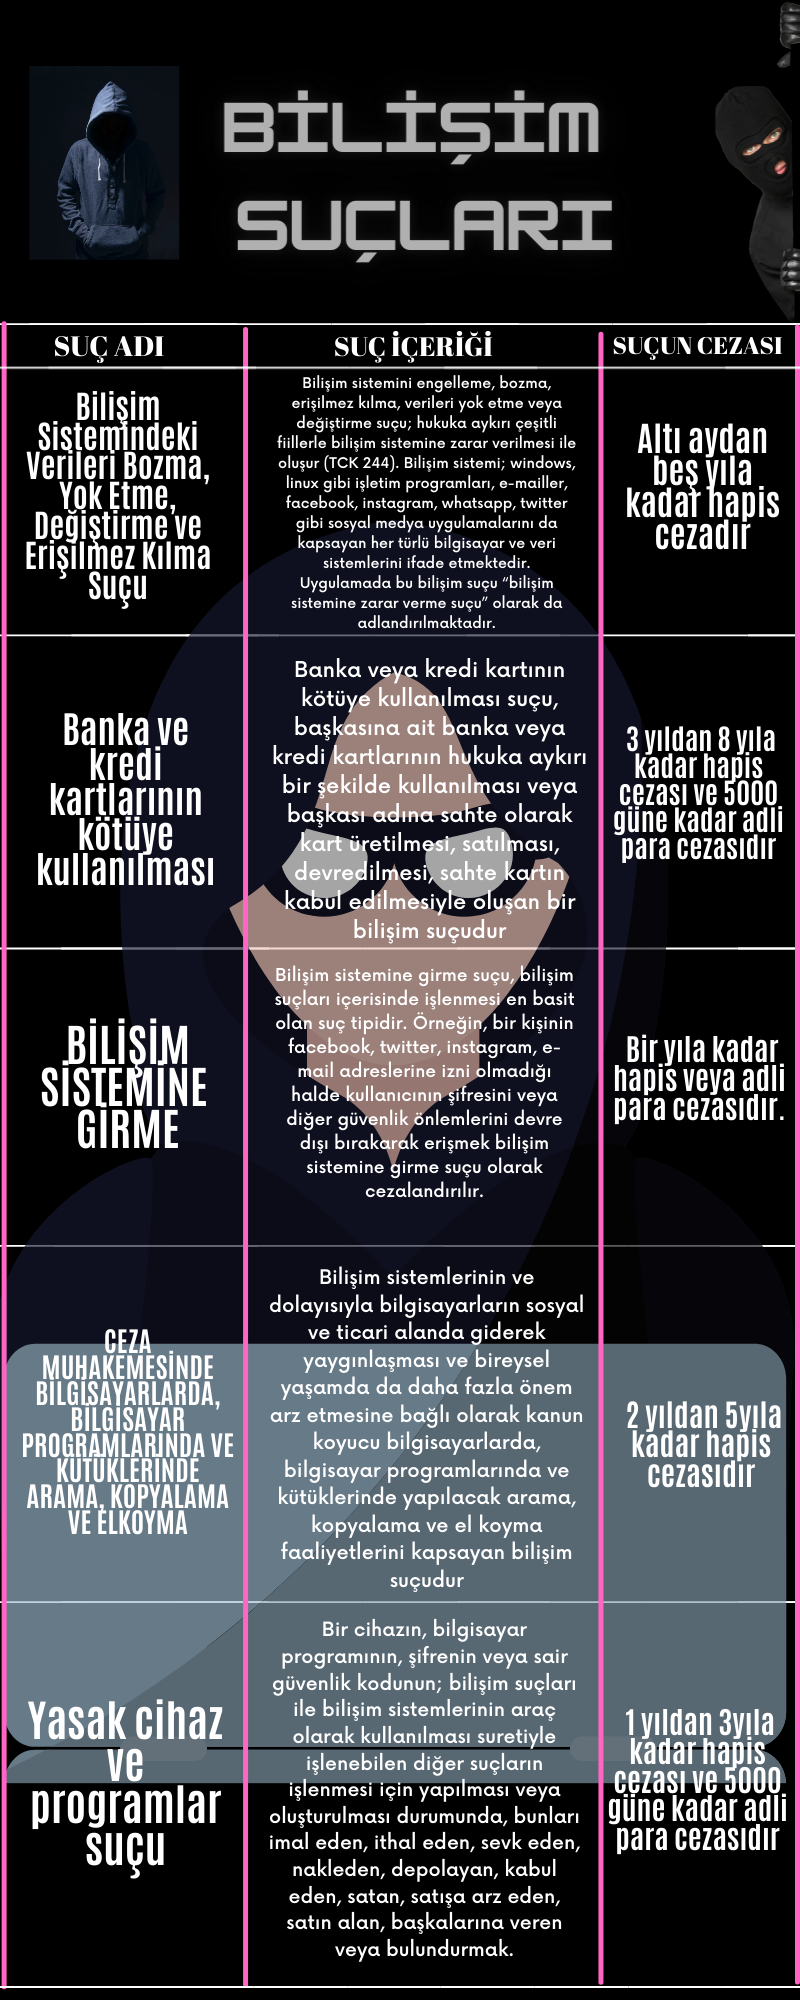 BİLİŞİM
SUÇLARI
SUÇ ADI
SUÇ İÇERİĞİ
SUÇUN CEZASI
Bilişim
Sistemindeki
Verileri Bozma,
Yok Etme,
Değiştirme ve
Erişilmez Kılma
Suçu
Bilişim sistemini engelleme, bozma,
erişilmez kılma, verileri yok etme veya
değiştirme suçu; hukuka aykırı çeşitli
fiillerle bilişim sistemine zarar verilmesi ile
oluşur (TCK 244). Bilişim sistemi; windows,
linux gibi işletim programları, e-mailler,
facebook, instagram, whatsapp, twitter
gibi sosyal medya uygulamalarını da
kapsayan her türlü bilgisayar ve veri
sistemlerini ifade etmektedir.
Uygulamada bu bilişim suçu “bilişim
sistemine zarar verme suçu” olarak da
adlandırılmaktadır.
Altı aydan
beş yıla
kadar hapis
cezadır
Banka ve
kredi
kartlarının
kötüye
kullanılması
Banka veya kredi kartının
kötüye kullanılması suçu,
başkasına ait banka veya
kredi kartlarının hukuka aykırı
bir şekilde kullanılması veya
başkası adına sahte olarak
kart üretilmesi, satılması,
devredilmesi, sahte kartın
kabul edilmesiyle oluşan bir
bilişim suçudur
3 yıldan 8 yıla
kadar hapis
cezası ve 5000
güne kadar adli
para cezasıdır
BİLİŞİM
SİSTEMİNE
GİRME
Bilişim sistemine girme suçu, bilişim
suçları içerisinde işlenmesi en basit
olan suç tipidir. Örneğin, bir kişinin
facebook, twitter, instagram, e-
mail adreslerine izni olmadığı
halde kullanıcının şifresini veya
diğer güvenlik önlemlerini devre
dışı bırakarak erişmek bilişim
sistemine girme suçu olarak
cezalandırılır.
Bir yıla kadar
hapis veya adli
para cezasıdır.
CEZA
MUHAKEMESİNDE
BİLGİSAYARLARDA,
BİLGİSAYAR
PROGRAMLARINDA VE
KÜTÜKLERİNDE
ARAMA, KOPYALAMA
VE ELKOYMA
Bilişim sistemlerinin ve
dolayısıyla bilgisayarların sosyal
ve ticari alanda giderek
yaygınlaşması ve bireysel
yaşamda da daha fazla önem
arz etmesine bağlı olarak kanun
koyucu bilgisayarlarda,
bilgisayar programlarında ve
kütüklerinde yapılacak arama,
kopyalama ve el koyma
faaliyetlerini kapsayan bilişim
suçudur
2 yıldan 5yıla
kadar hapis
cezasıdır
Yasak cihaz
ve
programlar
suçu
Bir cihazın, bilgisayar
programının, şifrenin veya sair
güvenlik kodunun; bilişim suçları
ile bilişim sistemlerinin araç
olarak kullanılması suretiyle
işlenebilen diğer suçların
işlenmesi için yapılması veya
oluşturulması durumunda, bunları
imal eden, ithal eden, sevk eden,
nakleden, depolayan, kabul
eden, satan, satışa arz eden,
satın alan, başkalarına veren
veya bulundurmak.
1 yıldan 3yıla
kadar hapis
cezası ve 5000
güne kadar adli
para cezasıdır